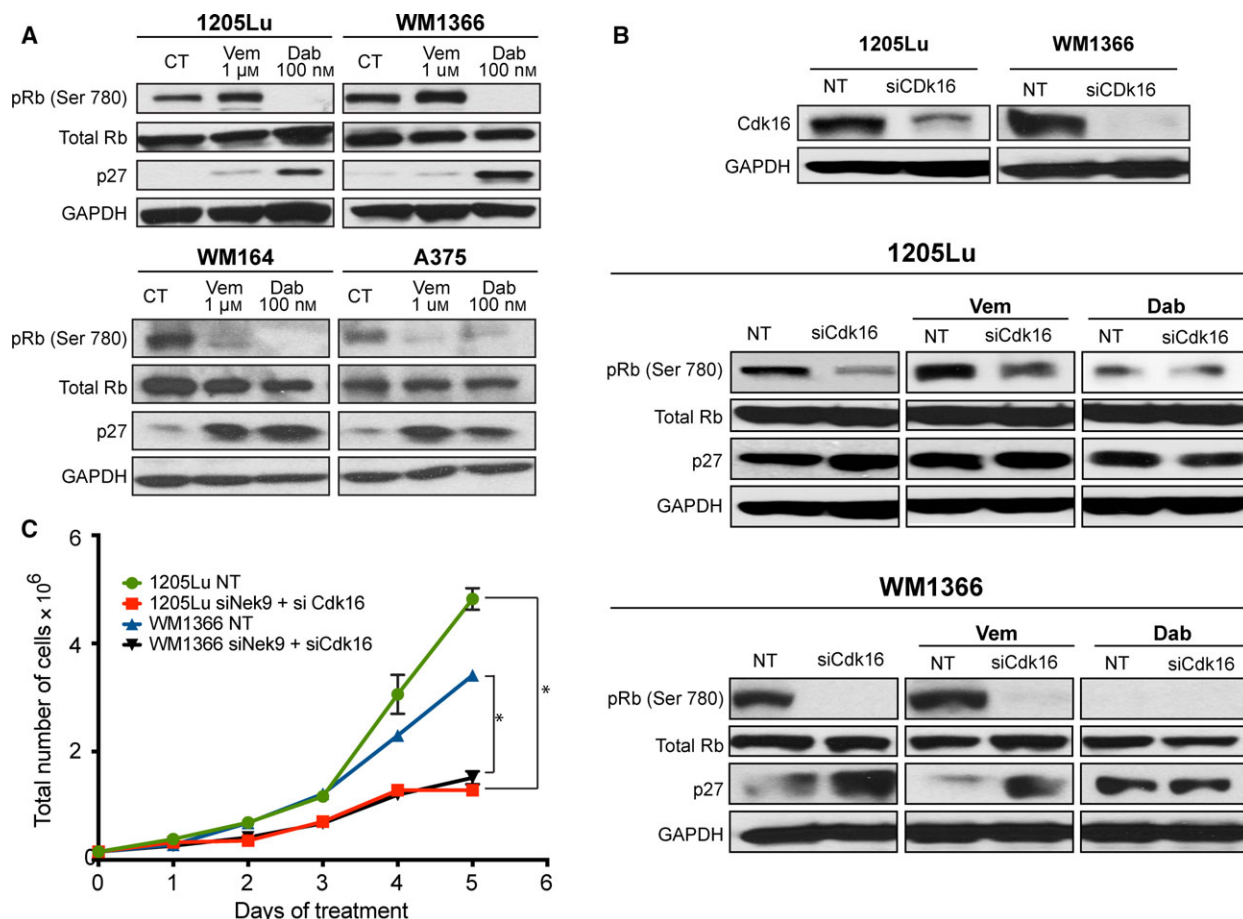 A
1205Lu WM1366
CT Vem 1 µM Dab 100 nM CT Vem 1 uM Dab 100 nM
pRb (Ser 780)
Total Rb
p27
GAPDH
WM164 A375
CT Vem 1 µM Dab 100 nM CT Vem 1 uM Dab 100 nM
pRb (Ser 780)
Total Rb
p27
GAPDH
B
1205Lu WM1366
NT siCDk16 NT siCDk16
Cdk16
GAPDH
1205Lu
Vem Dab
NT siCdk16 NT siCdk16 NT siCdk16
pRb (Ser 780)
Total Rb
p27
GAPDH
WM1366
Vem Dab
NT siCdk16 NT siCdk16 NT siCdk16
pRb (Ser 780)
Total Rb
p27
GAPDH
C
Total number of cells × 10⁶
6
4
2
0
1205Lu NT
1205Lu siNek9 + si Cdk16
WM1366 NT
WM1366 siNek9 + siCdk16
*
*
0 1 2 3 4 5 6
Days of treatment